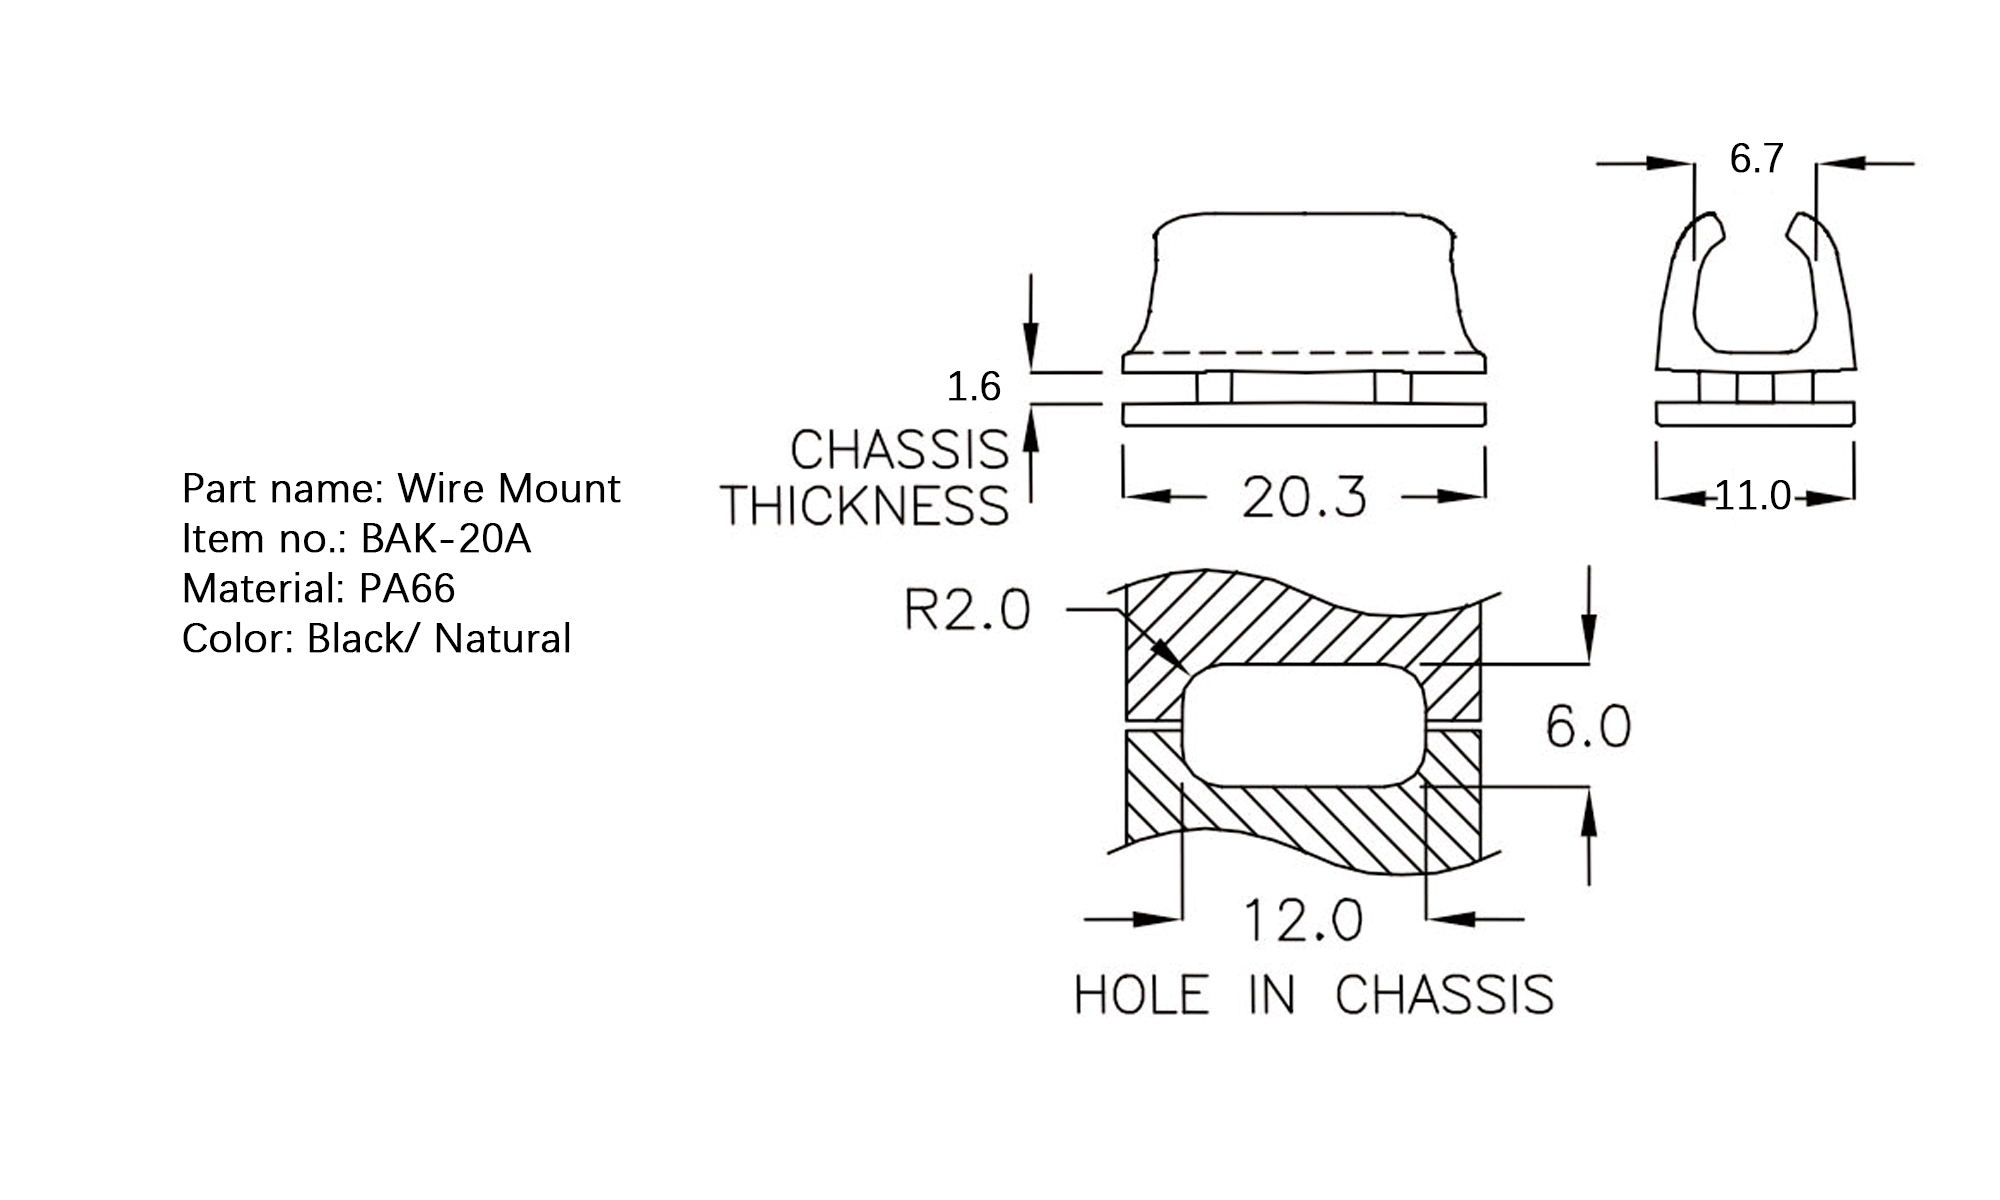 Part name: Wire Mount
Item no.: BAK-20A
Material: PA66
Color: Black/ Natural
6.7
1.6
CHASSIS
THICKNESS
20.3
11.0
R2.0
6.0
12.0
HOLE IN CHASSIS